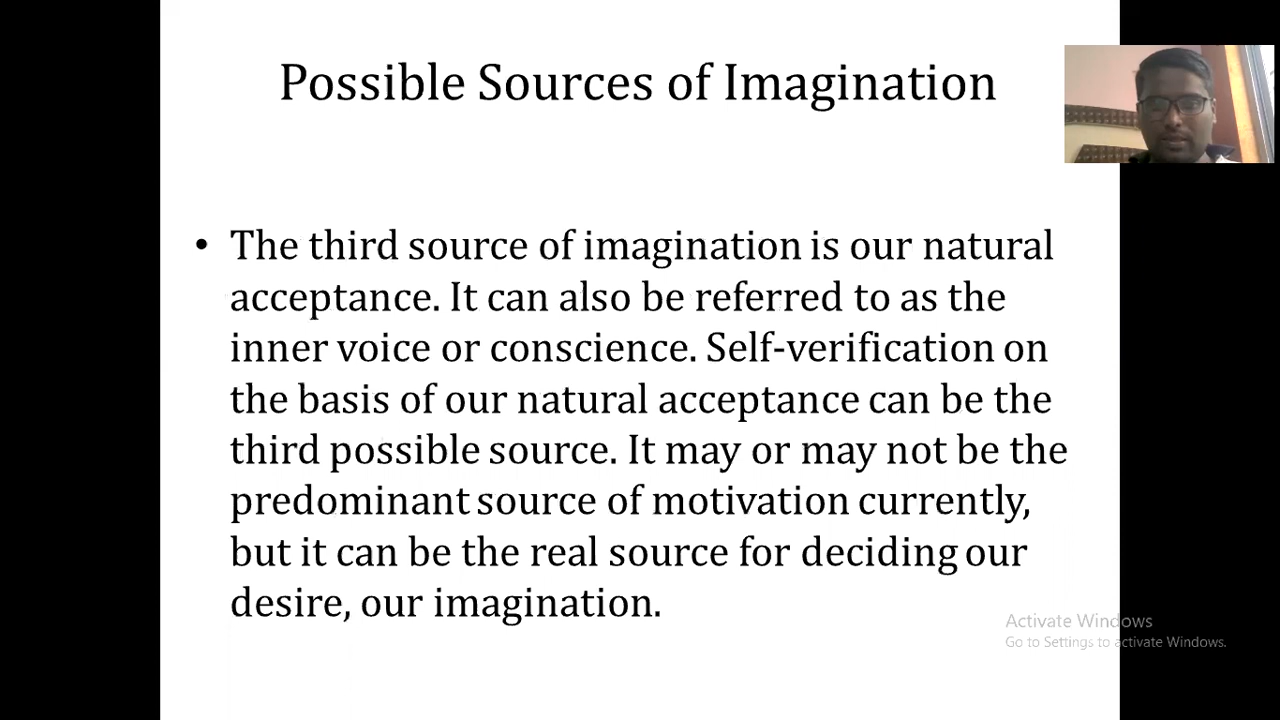 Possible Sources of Imagination
• The third source of imagination is our natural
acceptance. It can also be referred to as the
inner voice or conscience. Self-verification on
the basis of our natural acceptance can be the
third possible source. It may or may not be the
predominant source of motivation currently,
but it can be the real source for deciding our
desire, our imagination.
Activate Windows
Go to Settings to activate Windows.